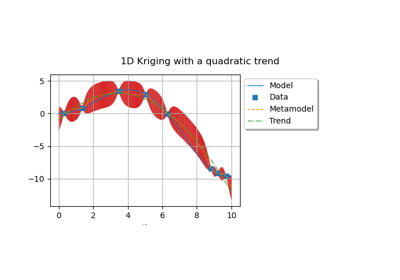 1D Kriging with a quadratic trend
5
0
−5
−10
0 2 4 6 8 10
Model
Data
Metamodel
Trend